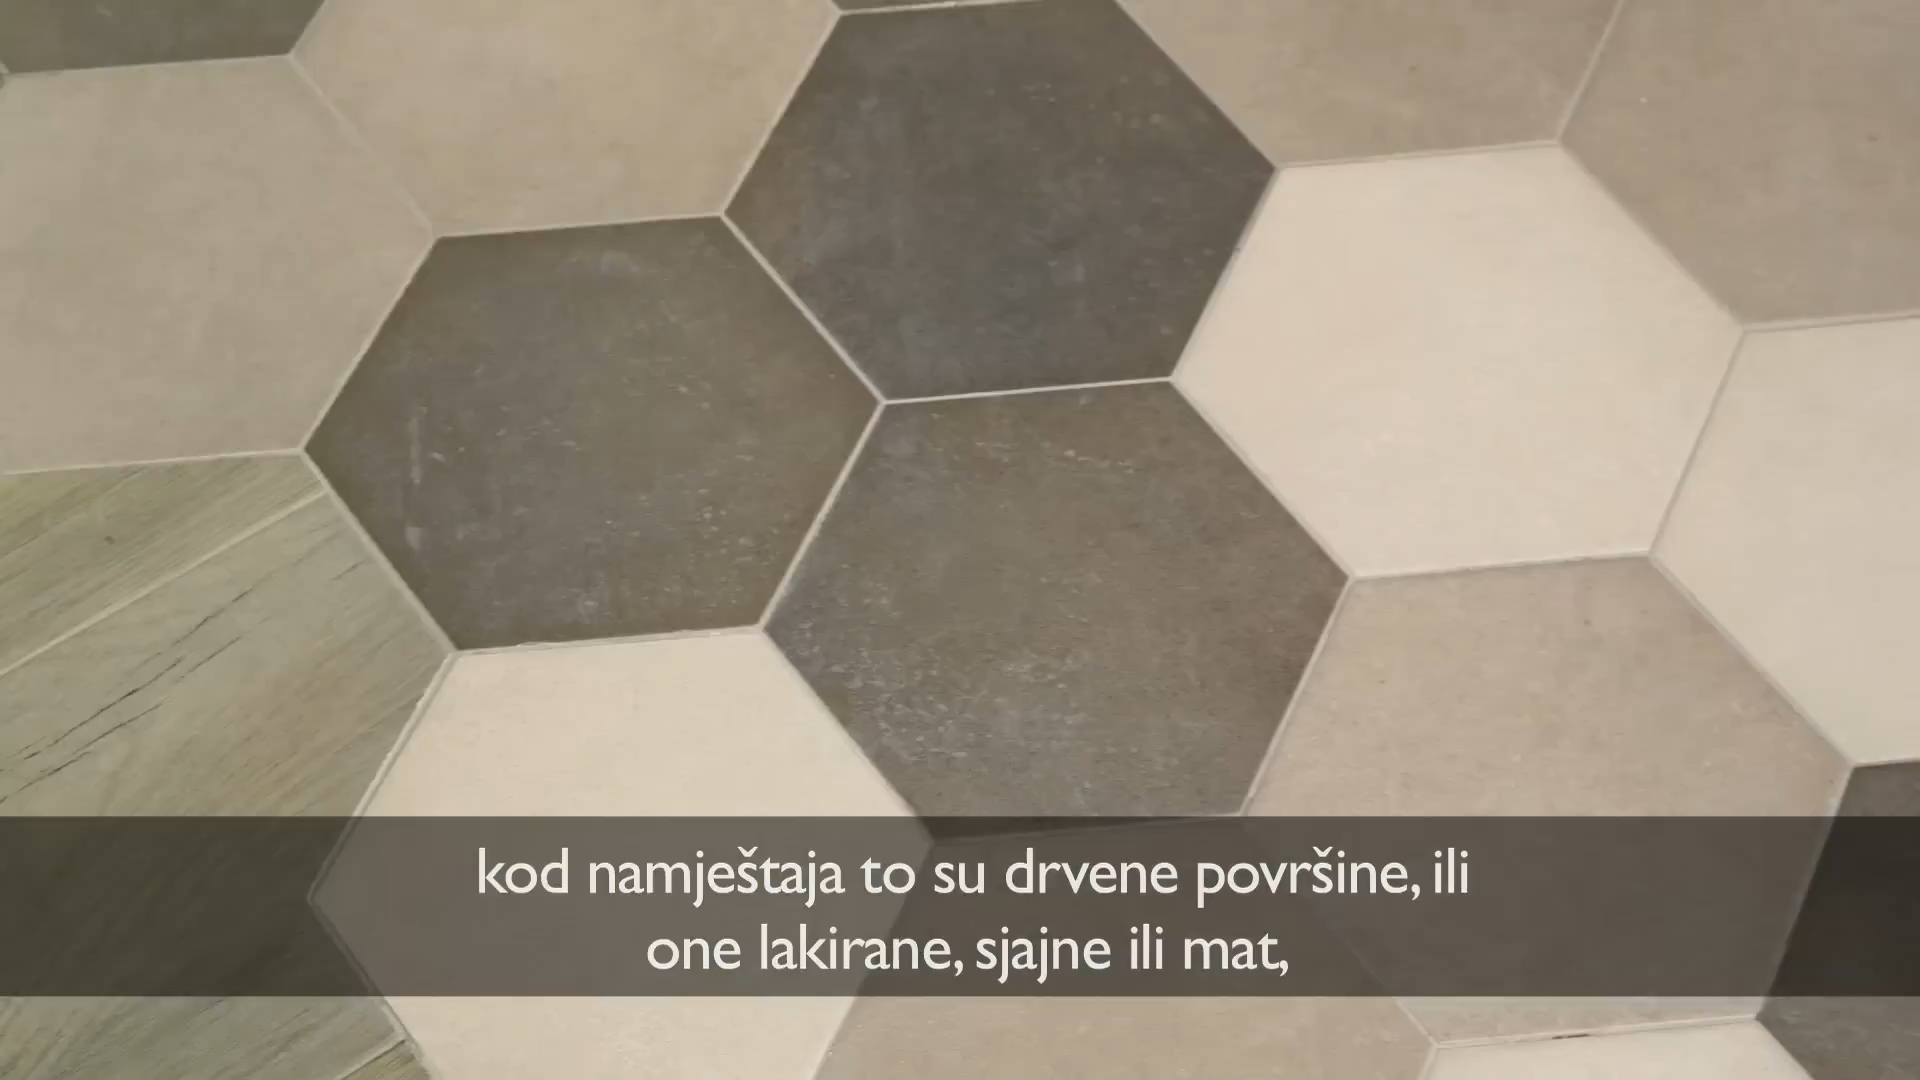 kod namještaja to su drvene površine, ili
one lakirane, sjajne ili mat,